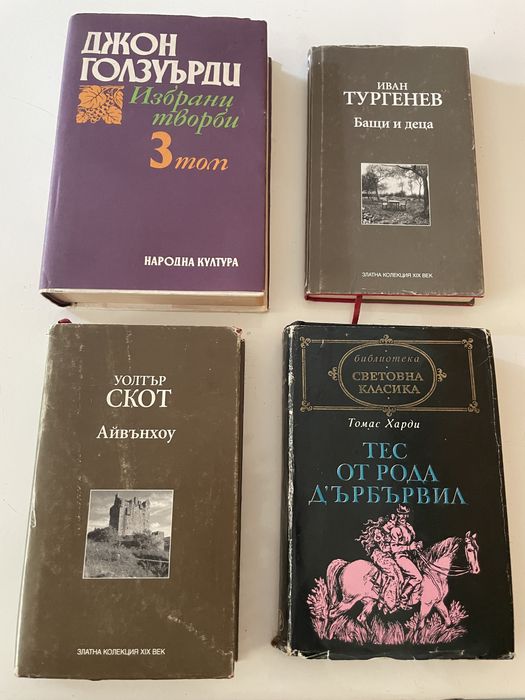 ДЖОН
ГОЛЗУЪРДИ
Избрани
творби
3 том
НАРОДНА КУЛТУРА
ИВАН
ТУРГЕНЕВ
Бащи и деца
ЗЛАТНА КОЛЕКЦИЯ XIX ВЕК
УОЛТЪР
СКОТ
Айвънхоу
ЗЛАТНА КОЛЕКЦИЯ XIX ВЕК
библиотека
СВЕТОВНА
КЛАСИКА
Томас Харди
ТЕС
ОТ РОДА
Д'ЪРБЪРВИЛ